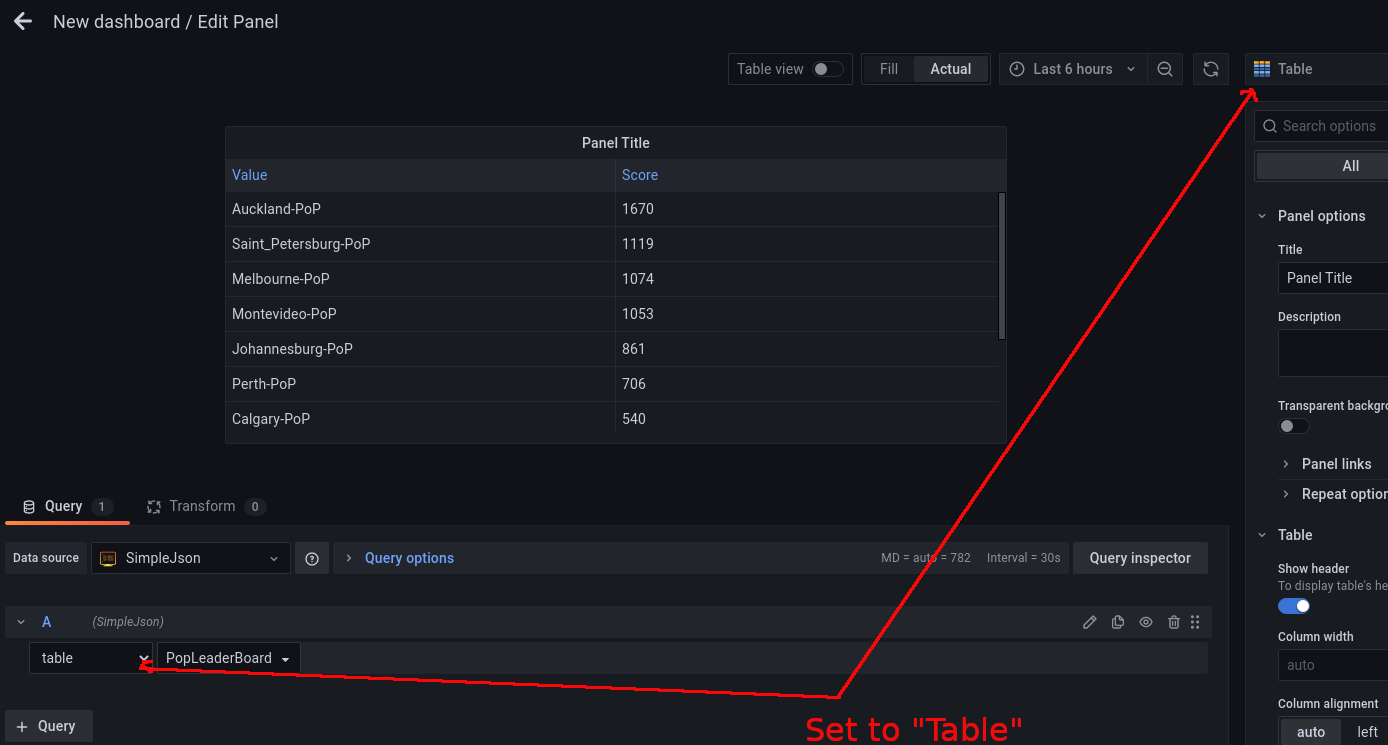 New dashboard / Edit Panel
Table view Fill Actual Last 6 hours Table
Search options
All
Panel Title
Value Score
Auckland-PoP 1670
Saint_Petersburg-PoP 1119
Melbourne-PoP 1074
Montevideo-PoP 1053
Johannesburg-PoP 861
Perth-PoP 706
Calgary-PoP 540
Panel options
Title
Panel Title
Description
Transparent backgro
Panel links
Repeat option
Table
Show header
To display table's he
Column width
auto
Column alignment
auto left
Query 1 Transform 0
Data source SimpleJson Query options MD = auto = 782 Interval = 30s Query inspector
A (SimpleJson)
table PopLeaderBoard
+ Query
Set to "Table"